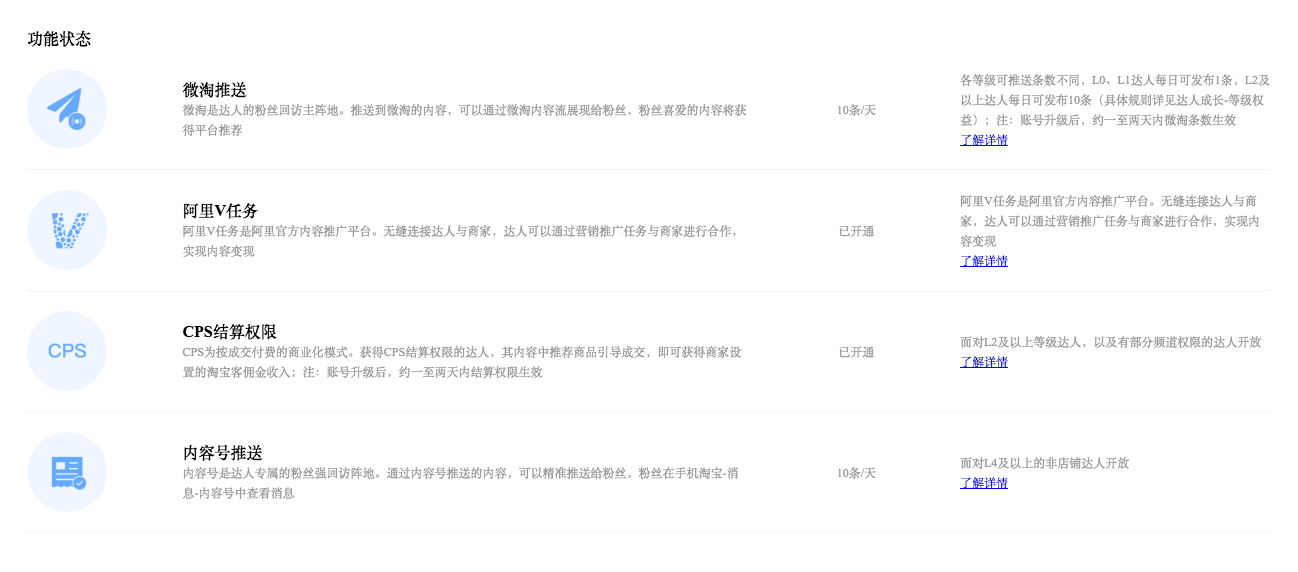 功能状态
微淘推送
微淘是达人的粉丝回访主阵地。推送到微淘的内容，可以通过微淘内容流展现给粉丝，粉丝喜爱的内容将获
得平台推荐
10条/天
各等级可推送条数不同，L0、L1达人每日可发布1条，L2及
以上达人每日可发布10条（具体规则详见达人成长-等级权
益）；注：账号升级后，约一至两天内微淘条数生效
了解详情
阿里V任务
阿里V任务是阿里官方内容推广平台。无缝连接达人与商家，达人可以通过营销推广任务与商家进行合作，
实现内容变现
已开通
阿里V任务是阿里官方内容推广平台。无缝连接达人与商
家，达人可以通过营销推广任务与商家进行合作，实现内
容变现
了解详情
CPS
CPS结算权限
CPS为按成交付费的商业化模式。获得CPS结算权限的达人，其内容中推荐商品引导成交，即可获得商家设
置的淘宝客佣金收入；注：账号升级后，约一至两天内结算权限生效
已开通
面对L2及以上等级达人，以及有部分频道权限的达人开放
了解详情
内容号推送
内容号是达人专属的粉丝强回访阵地。通过内容号推送的内容，可以精准推送给粉丝，粉丝在手机淘宝-消
息-内容号中查看消息
10条/天
面对L4及以上的非店铺达人开放
了解详情